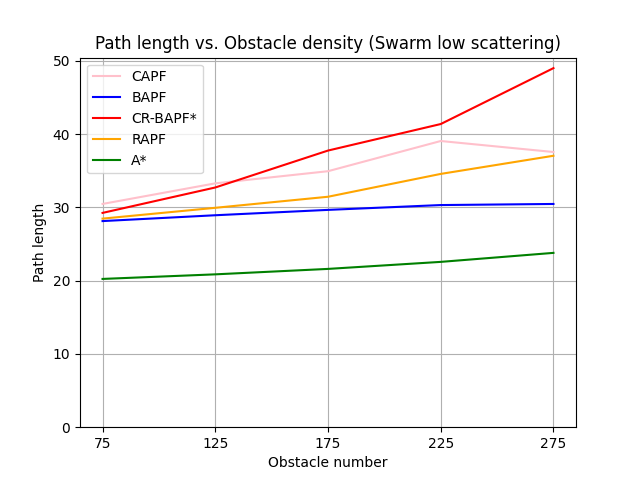 Path length vs. Obstacle density (Swarm low scattering)
50
40
30
20
10
0
Path length
CAPF
BAPF
CR-BAPF*
RAPF
A*
75 125 175 225 275
Obstacle number